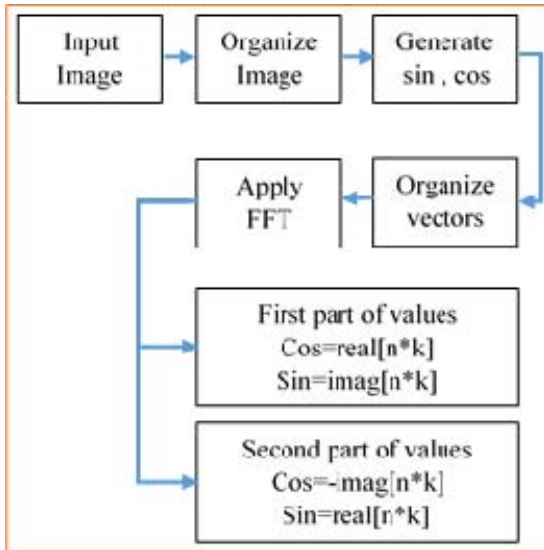 Input
Image
Organize
Image
Generate
sin , cos
Organize
vectors
Apply
FFT
First part of values
Cos=real[n*k]
Sin=imag[n*k]
Second part of values
Cos=-imag[n*k]
Sin=real[n*k]